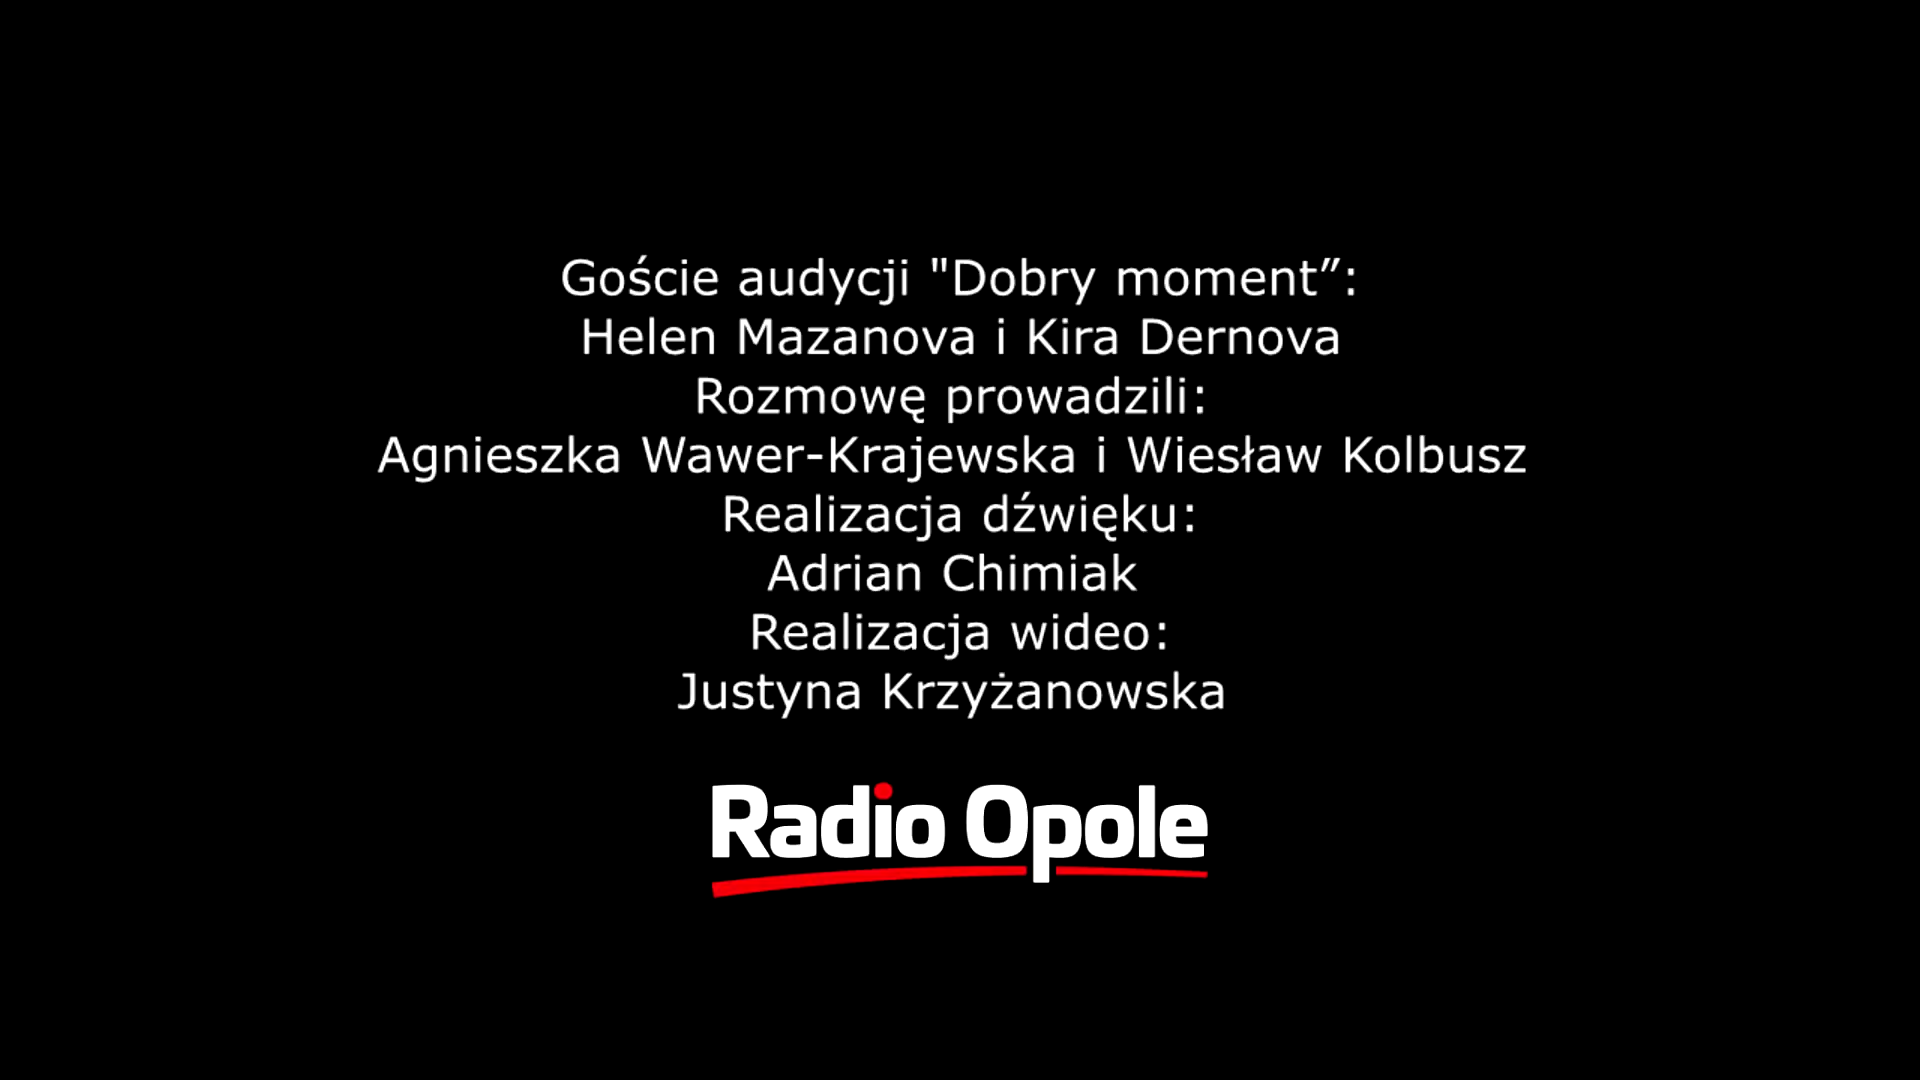 Goście audycji "Dobry moment”:
Helen Mazanova i Kira Dernova
Rozmowę prowadzili:
Agnieszka Wawer-Krajewska i Wiesław Kolbusz
Realizacja dźwięku:
Adrian Chimiak
Realizacja wideo:
Justyna Krzyżanowska
Radio Opole